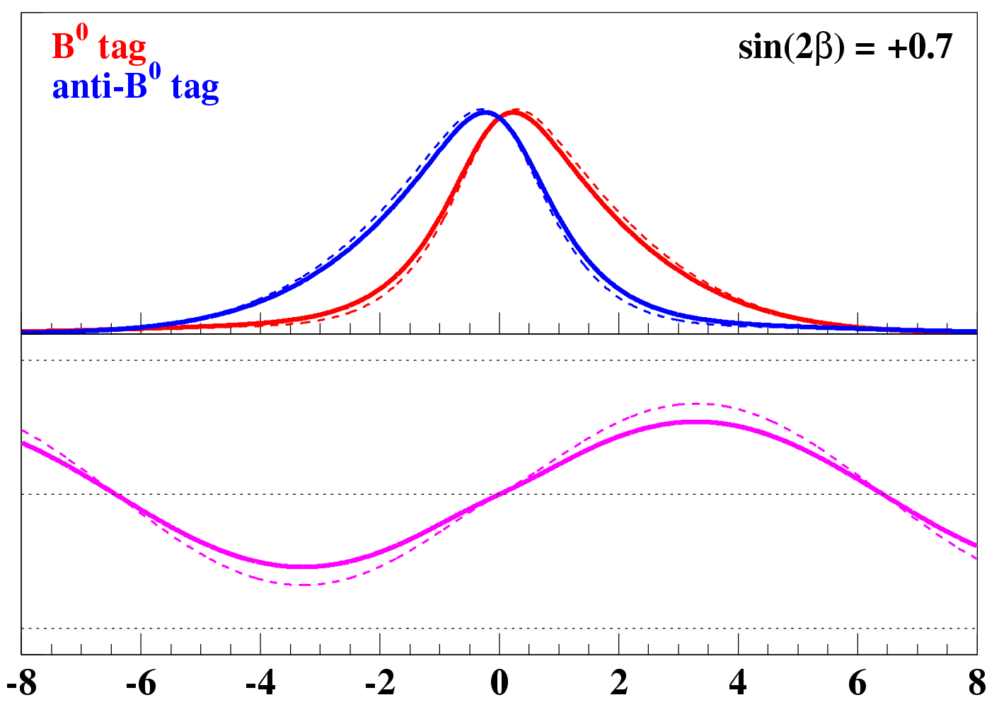 B⁰ tag
sin(2β) = +0.7
anti-B⁰ tag
-8 -6 -4 -2 0 2 4 6 8